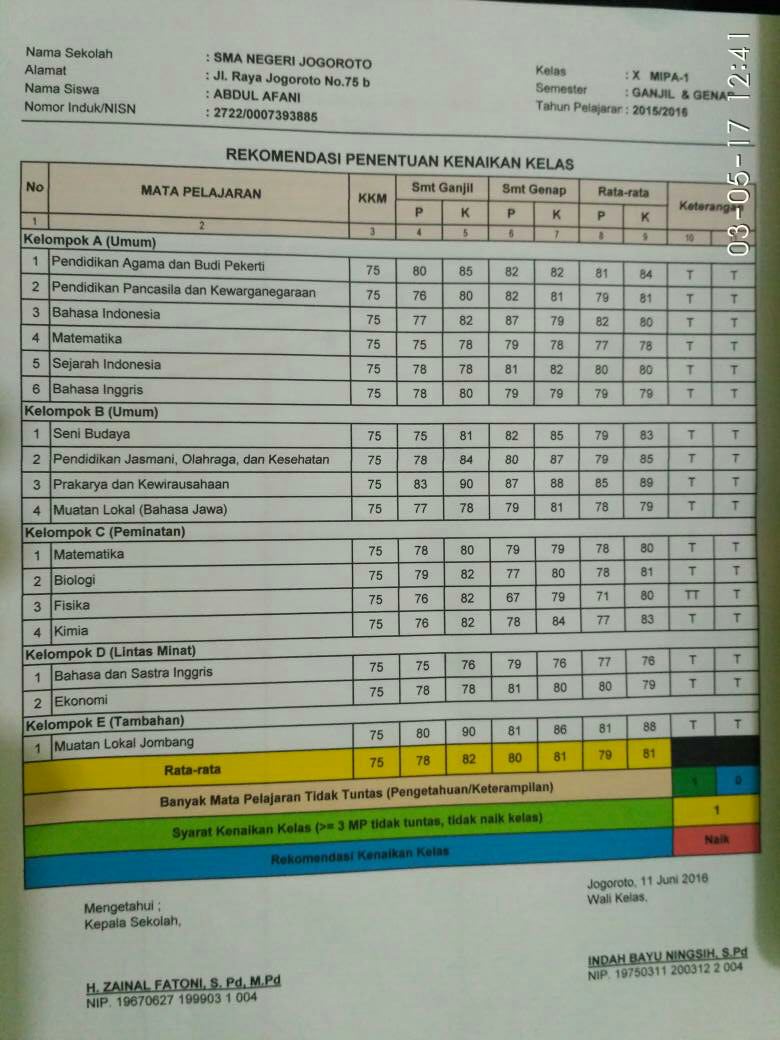 Nama Sekolah : SMA NEGERI JOGOROTO
Alamat : Jl. Raya Jogoroto No.75 b
Nama Siswa : ABDUL AFANI
Nomor Induk/NISN : 2722/0007393885
Kelas : X MIPA-1
Semester : GANJIL & GENAP
Tahun Pelajaran : 2015/2016
03-05-17 12:41
REKOMENDASI PENENTUAN KENAIKAN KELAS
No MATA PELAJARAN KKM Smt Ganjil Smt Genap Rata-rata Keterangan
P K P K P K
1 2 3 4 5 6 7 8 9 10
Kelompok A (Umum)
1 Pendidikan Agama dan Budi Pekerti 75 80 85 82 82 81 84 T T
2 Pendidikan Pancasila dan Kewarganegaraan 75 76 80 82 81 79 81 T T
3 Bahasa Indonesia 75 77 82 87 79 82 80 T T
4 Matematika 75 75 78 79 78 77 78 T T
5 Sejarah Indonesia 75 78 78 81 82 80 80 T T
6 Bahasa Inggris 75 78 80 79 79 79 79 T T
Kelompok B (Umum)
1 Seni Budaya 75 75 81 82 85 79 83 T T
2 Pendidikan Jasmani, Olahraga, dan Kesehatan 75 78 84 80 87 79 85 T T
3 Prakarya dan Kewirausahaan 75 83 90 87 88 85 89 T T
4 Muatan Lokal (Bahasa Jawa) 75 77 78 79 81 78 79 T T
Kelompok C (Peminatan)
1 Matematika 75 78 80 79 79 78 80 T T
2 Biologi 75 79 82 77 80 78 81 T T
3 Fisika 75 76 82 67 79 71 80 TT T
4 Kimia 75 76 82 78 84 77 83 T T
Kelompok D (Lintas Minat)
1 Bahasa dan Sastra Inggris 75 75 76 79 76 77 76 T T
2 Ekonomi 75 78 78 81 80 80 79 T T
Kelompok E (Tambahan)
1 Muatan Lokal Jombang 75 80 90 81 86 81 88 T T
Rata-rata 75 78 82 80 81 79 81
Banyak Mata Pelajaran Tidak Tuntas (Pengetahuan/Keterampilan) 1 0
Syarat Kenaikan Kelas (>= 3 MP tidak tuntas, tidak naik kelas) 1
Rekomendasi Kenaikan Kelas Naik
Jogoroto, 11 Juni 2016
Mengetahui ;
Kepala Sekolah,
Wali Kelas,
H. ZAINAL FATONI, S. Pd, M.Pd
NIP. 19670627 199903 1 004
INDAH BAYU NINGSIH, S.Pd
NIP. 19750311 200312 2 004